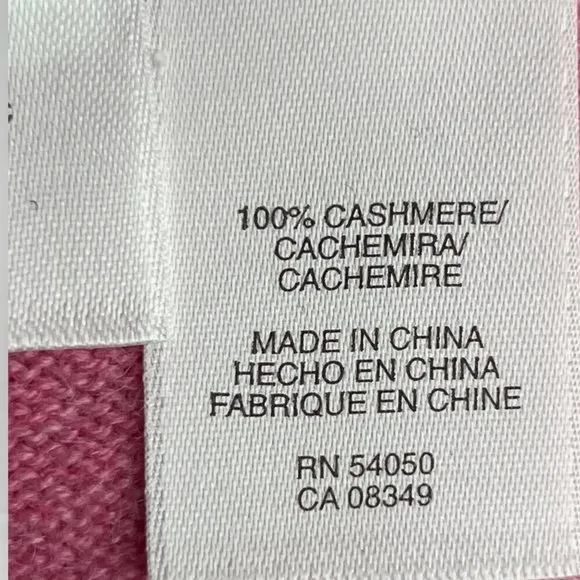 100% CASHMERE/
CACHEMIRA/
CACHEMIRE
MADE IN CHINA
HECHO EN CHINA
FABRIQUE EN CHINE
RN 54050
CA 08349